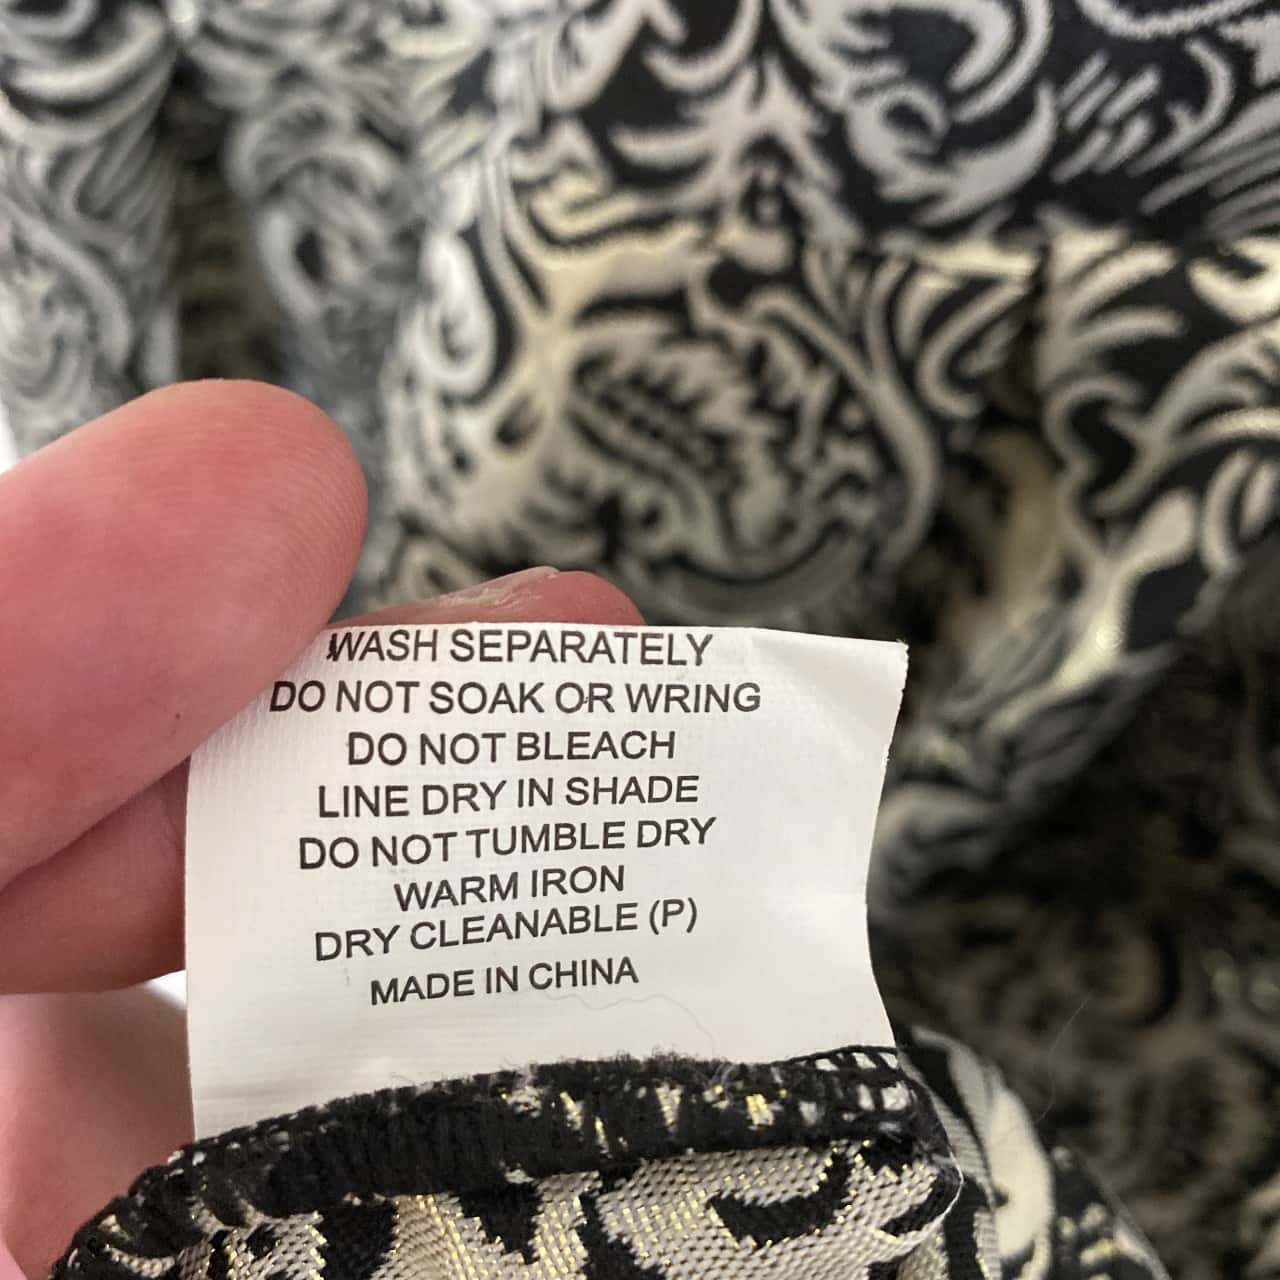 WASH SEPARATELY
DO NOT SOAK OR WRING
DO NOT BLEACH
LINE DRY IN SHADE
DO NOT TUMBLE DRY
WARM IRON
DRY CLEANABLE (P)
MADE IN CHINA